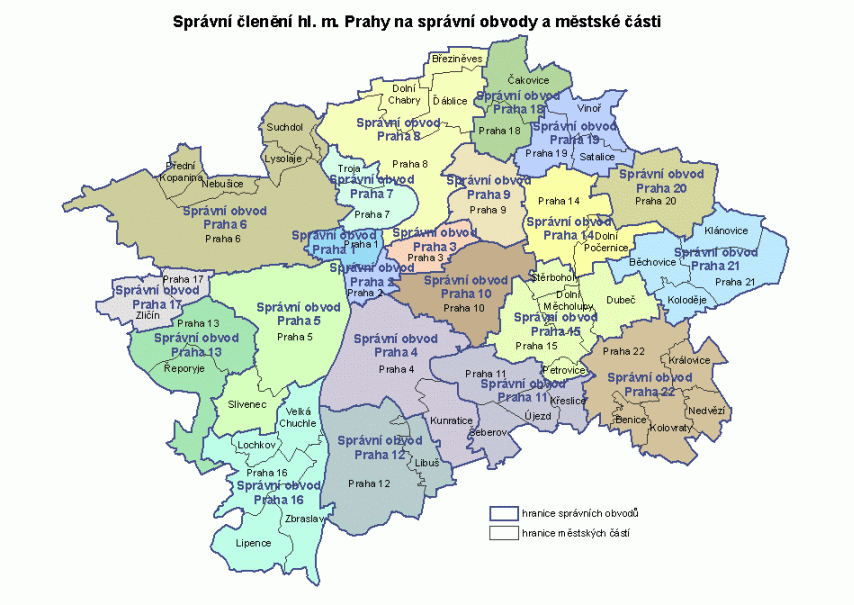 Správní členění hl. m. Prahy na správní obvody a městské části
Březiněves
Dolní
Chabry
Ďáblice
Správní obvod
Praha 8
Praha 8
Čakovice
Správní obvod
Praha 18
Praha 18
Vinoř
Správní obvod
Praha 19
Praha 19
Satalice
Suchdol
Lysolaje
Přední
Kopanina
Nebušice
Správní obvod
Praha 6
Praha 6
Troja
Správní obvod
Praha 7
Praha 7
Správní obvod
Praha 9
Praha 9
Správní obvod
Praha 20
Praha 20
Praha 14
Správní obvod
Praha 14
Dolní
Počernice
Klánovice
Běchovice
Správní obvod
Praha 21
Praha 21
Koloděje
Správní obvod
Praha 1
Správní obvod
Praha 3
Praha 3
Správní obvod
Praha 2
Praha 2
Správní obvod
Praha 10
Praha 10
Štěrboholy
Dolní
Měcholupy
Dubeč
Správní obvod
Praha 15
Praha 15
Petrovice
Praha 17
Správní obvod
Praha 17
Zličín
Praha 13
Správní obvod
Praha 13
Řeporyje
Správní obvod
Praha 5
Praha 5
Slivenec
Správní obvod
Praha 4
Praha 4
Kunratice
Praha 11
Správní obvod
Praha 11
Křeslice
Újezd
Šeberov
Praha 22
Královice
Správní obvod
Praha 22
Nedvězí
Benice
Kolovraty
Velká
Chuchle
Lochkov
Praha 16
Správní obvod
Praha 16
Zbraslav
Lipence
Správní obvod
Praha 12
Libuš
Praha 12
hranice správních obvodů
hranice městských částí